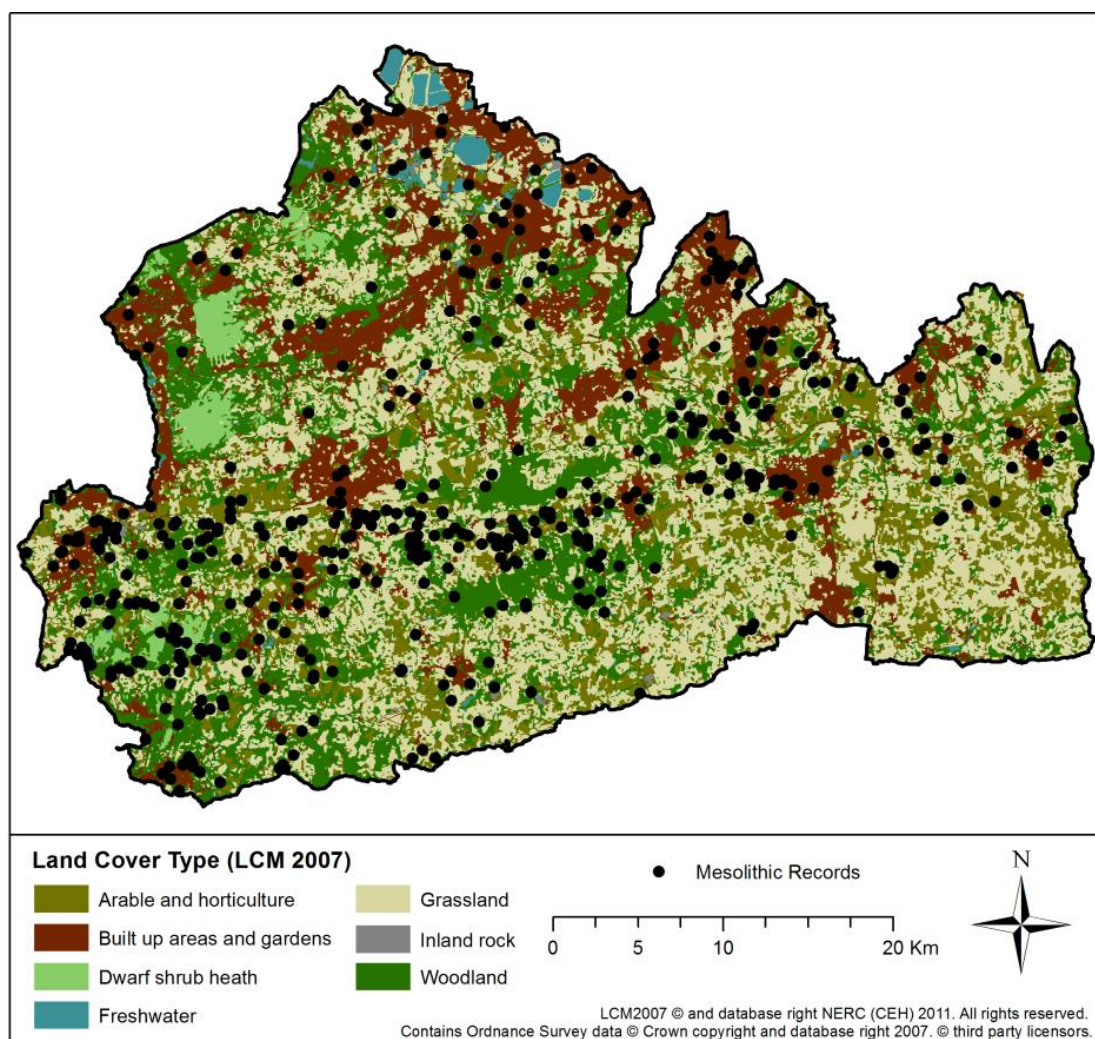 Land Cover Type (LCM 2007)
Arable and horticulture
Built up areas and gardens
Dwarf shrub heath
Freshwater
Grassland
Inland rock
Woodland
Mesolithic Records
0 5 10 20 Km
N
LCM2007 © and database right NERC (CEH) 2011. All rights reserved.
Contains Ordnance Survey data © Crown copyright and database right 2007. © third party licensors.